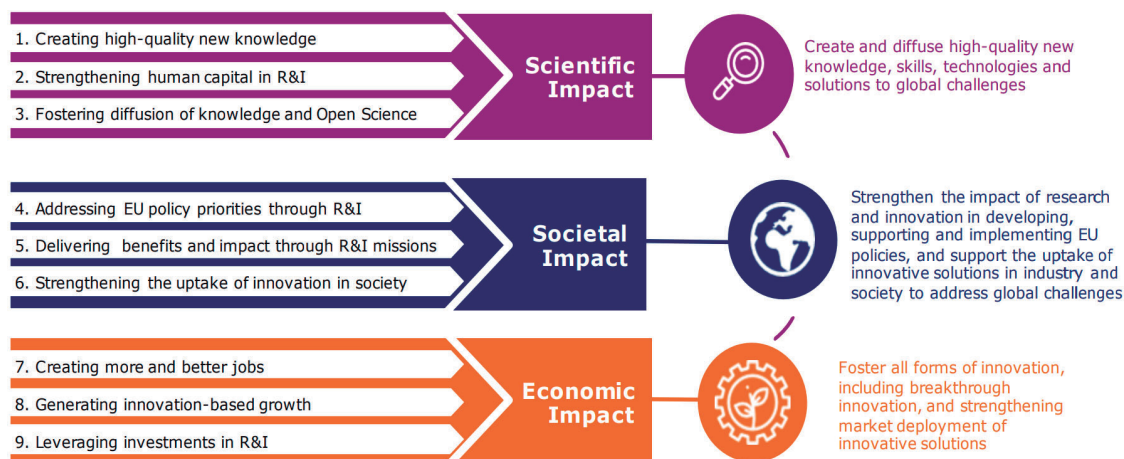 1. Creating high-quality new knowledge
2. Strengthening human capital in R&I
3. Fostering diffusion of knowledge and Open Science
Scientific
Impact
Create and diffuse high-quality new
knowledge, skills, technologies and
solutions to global challenges
4. Addressing EU policy priorities through R&I
5. Delivering benefits and impact through R&I missions
6. Strengthening the uptake of innovation in society
Societal
Impact
Strengthen the impact of research
and innovation in developing,
supporting and implementing EU
policies, and support the uptake of
innovative solutions in industry and
society to address global challenges
7. Creating more and better jobs
8. Generating innovation-based growth
9. Leveraging investments in R&I
Economic
Impact
Foster all forms of innovation,
including breakthrough
innovation, and strengthening
market deployment of
innovative solutions